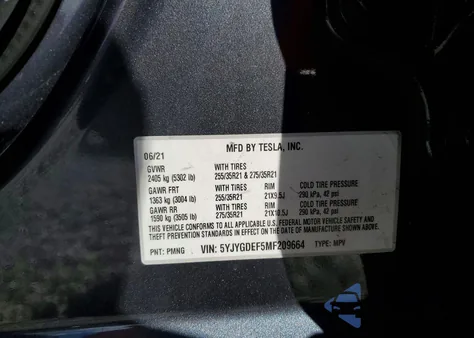 MFD BY TESLA, INC.
06/21
GVWR WITH TIRES
2405 kg (5302 lb) 255/35R21 & 275/35R21
GAWR FRT WITH TIRES RIM COLD TIRE PRESSURE
1363 kg (3004 lb) 255/35R21 21X9.5J 290 kPa, 42 psi
GAWR RR WITH TIRES RIM COLD TIRE PRESSURE
1590 kg (3505 lb) 275/35R21 21X10.5J 290 kPa, 42 psi
THIS VEHICLE CONFORMS TO ALL APPLICABLE U.S. FEDERAL MOTOR VEHICLE SAFETY AND
THEFT PREVENTION STANDARDS IN EFFECT ON THE DATE OF MANUFACTURE SHOWN ABOVE.
PNT: PMNG VIN: 5YJYGDEF5MF209664 TYPE: MPV